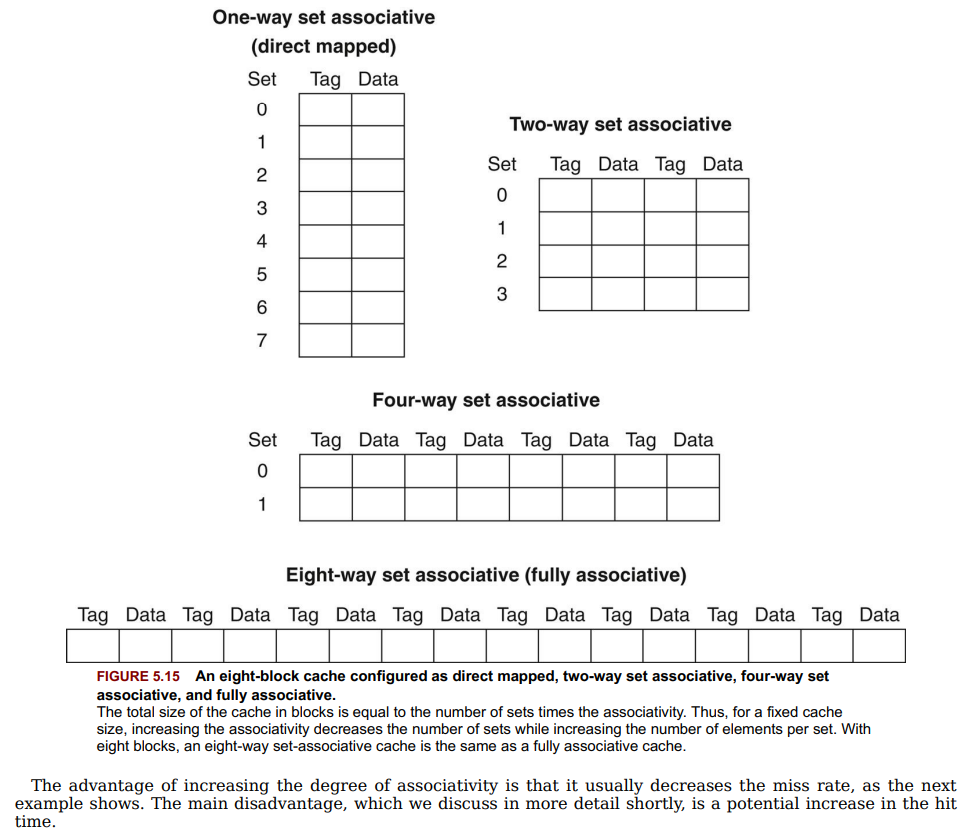 One-way set associative
(direct mapped)
Set Tag Data
0
1
2
3
4
5
6
7
Two-way set associative
Set Tag Data Tag Data
0
1
2
3
Four-way set associative
Set Tag Data Tag Data Tag Data Tag Data
0
1
Eight-way set associative (fully associative)
Tag Data Tag Data Tag Data Tag Data Tag Data Tag Data Tag Data Tag Data
FIGURE 5.15 An eight-block cache configured as direct mapped, two-way set associative, four-way set
associative, and fully associative.
The total size of the cache in blocks is equal to the number of sets times the associativity. Thus, for a fixed cache
size, increasing the associativity decreases the number of sets while increasing the number of elements per set. With
eight blocks, an eight-way set-associative cache is the same as a fully associative cache.
The advantage of increasing the degree of associativity is that it usually decreases the miss rate, as the next
example shows. The main disadvantage, which we discuss in more detail shortly, is a potential increase in the hit
time.